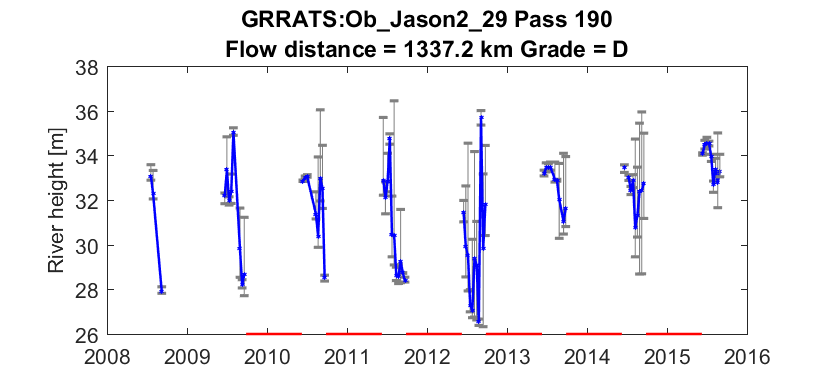 GRRATS:Ob_Jason2_29 Pass 190
Flow distance = 1337.2 km Grade = D
River height [m]
38
36
34
32
30
28
26
2008 2009 2010 2011 2012 2013 2014 2015 2016